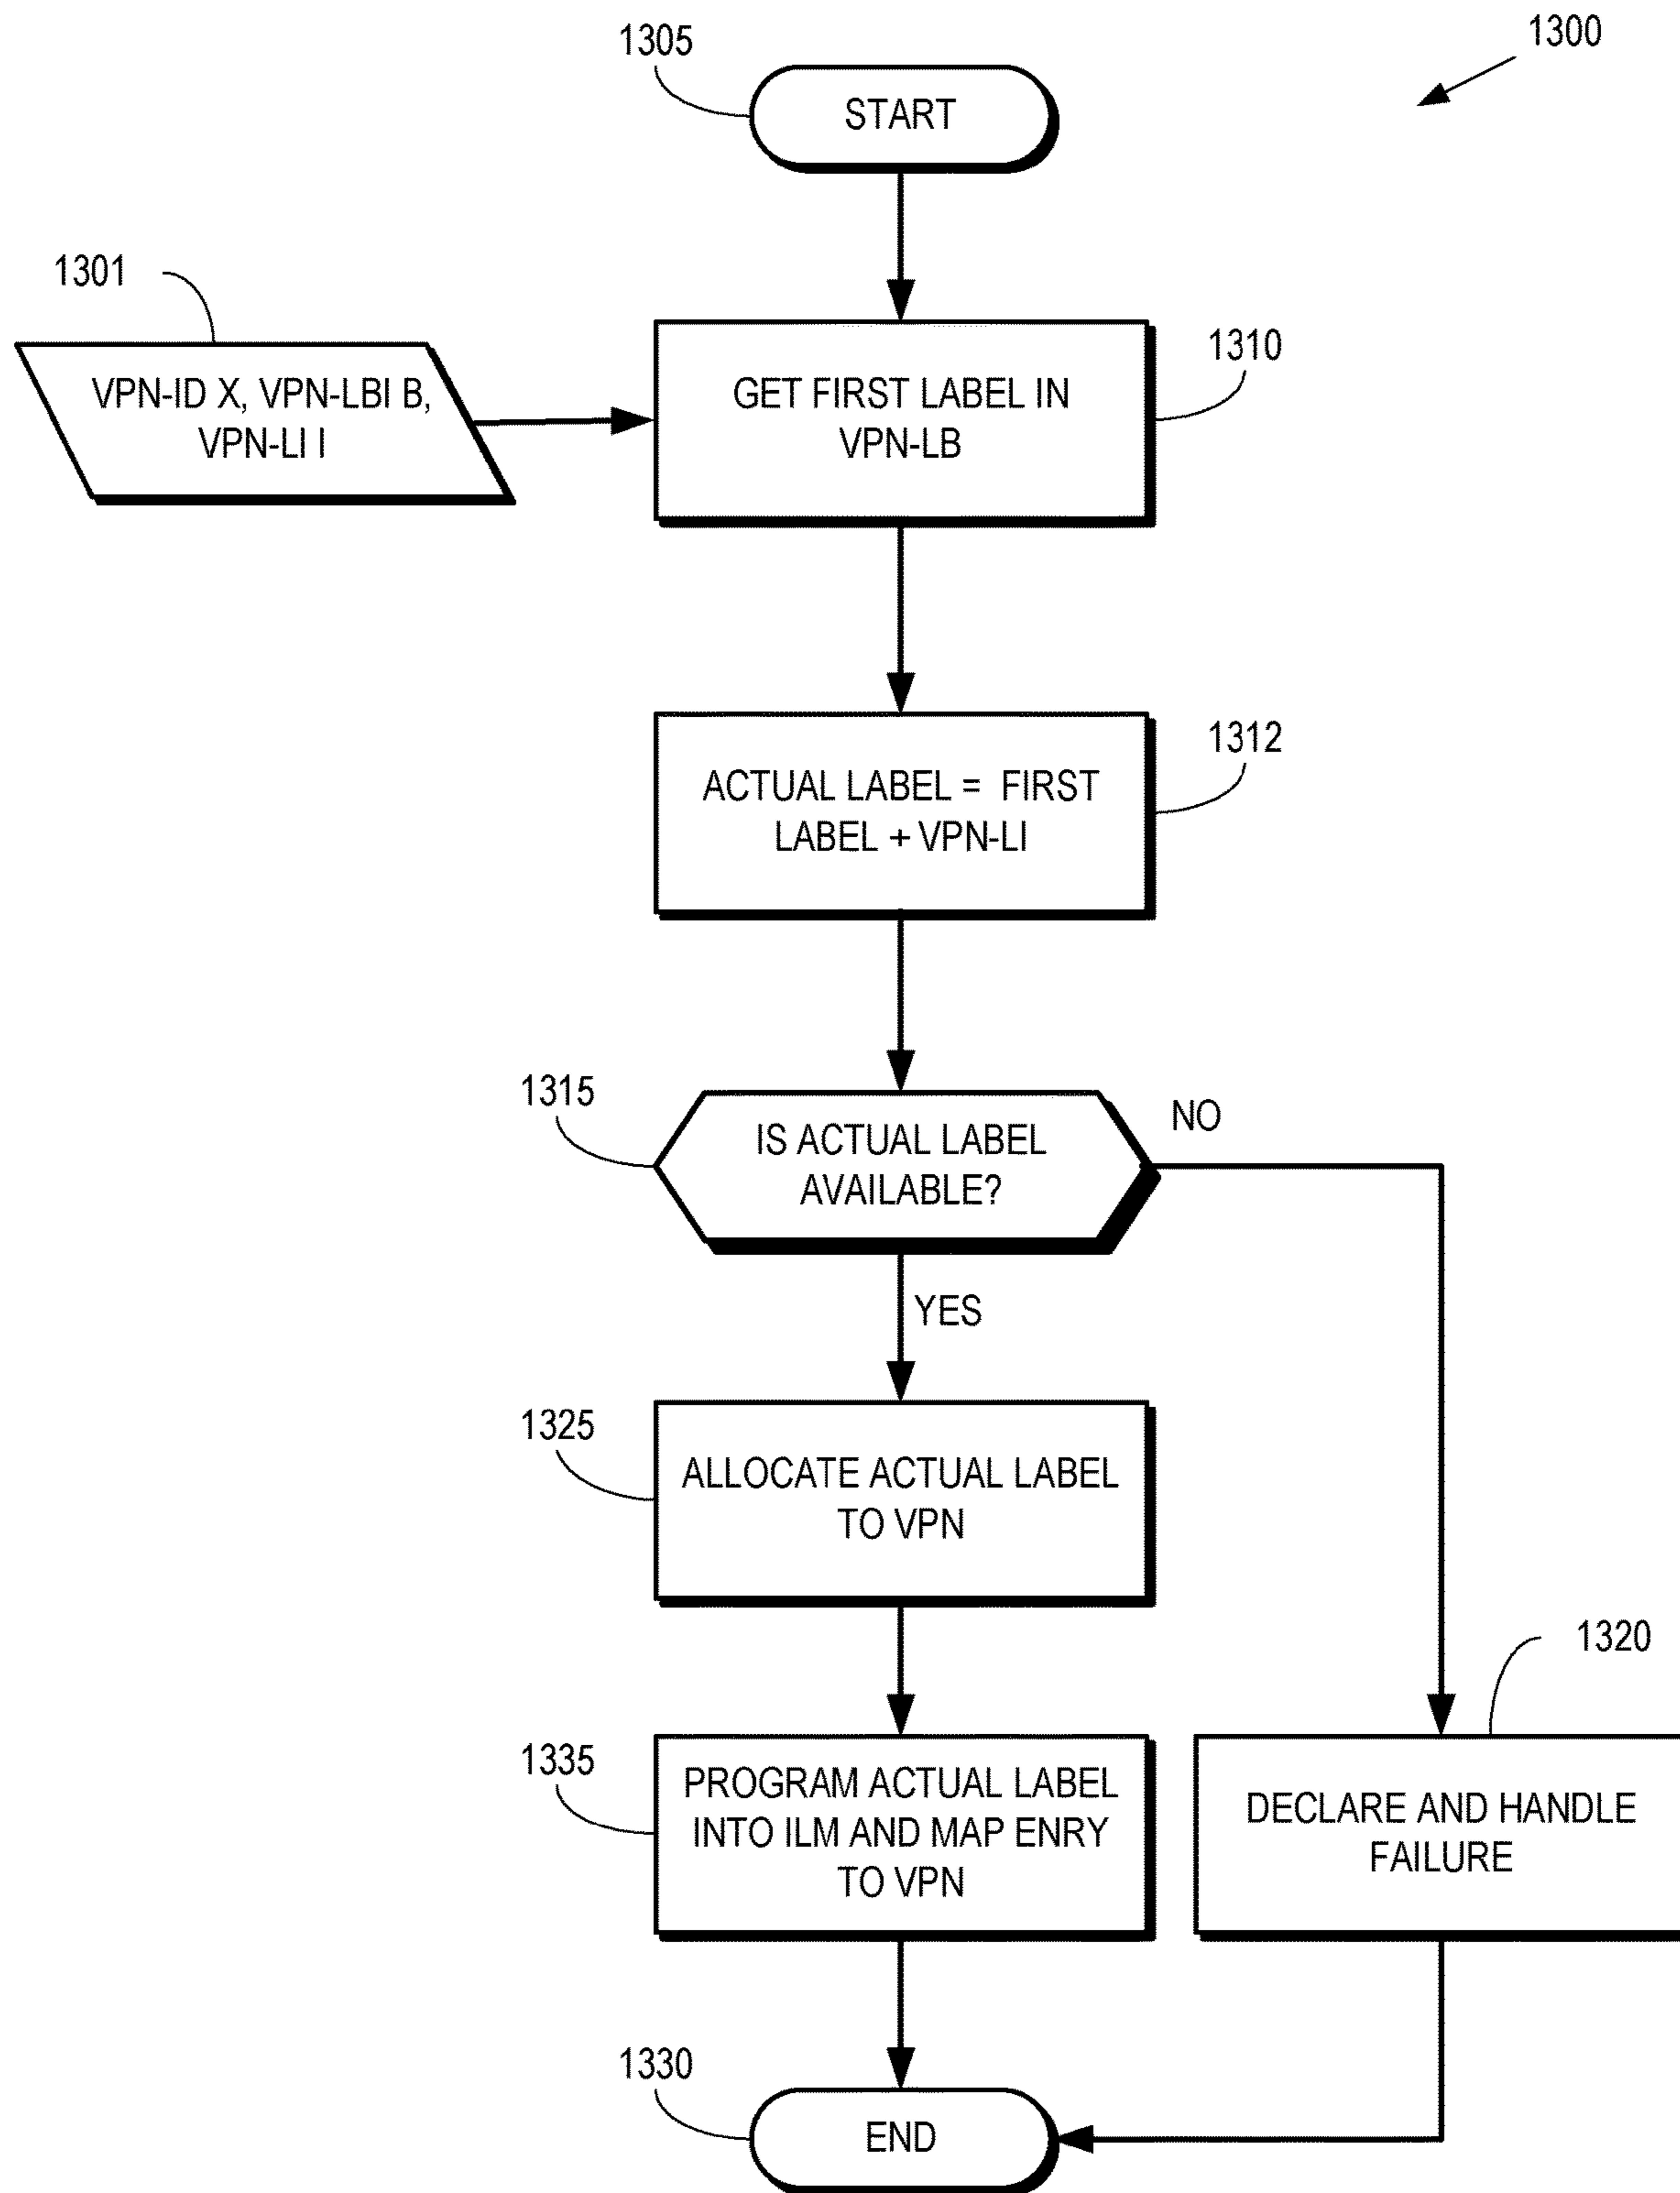 1300
1305
START
1301
VPN-ID X, VPN-LBI B,
VPN-LI I
1310
GET FIRST LABEL IN
VPN-LB
1312
ACTUAL LABEL = FIRST
LABEL + VPN-LI
1315
IS ACTUAL LABEL
AVAILABLE?
NO
YES
1325
ALLOCATE ACTUAL LABEL
TO VPN
1320
DECLARE AND HANDLE
FAILURE
1335
PROGRAM ACTUAL LABEL
INTO ILM AND MAP ENRY
TO VPN
1330
END